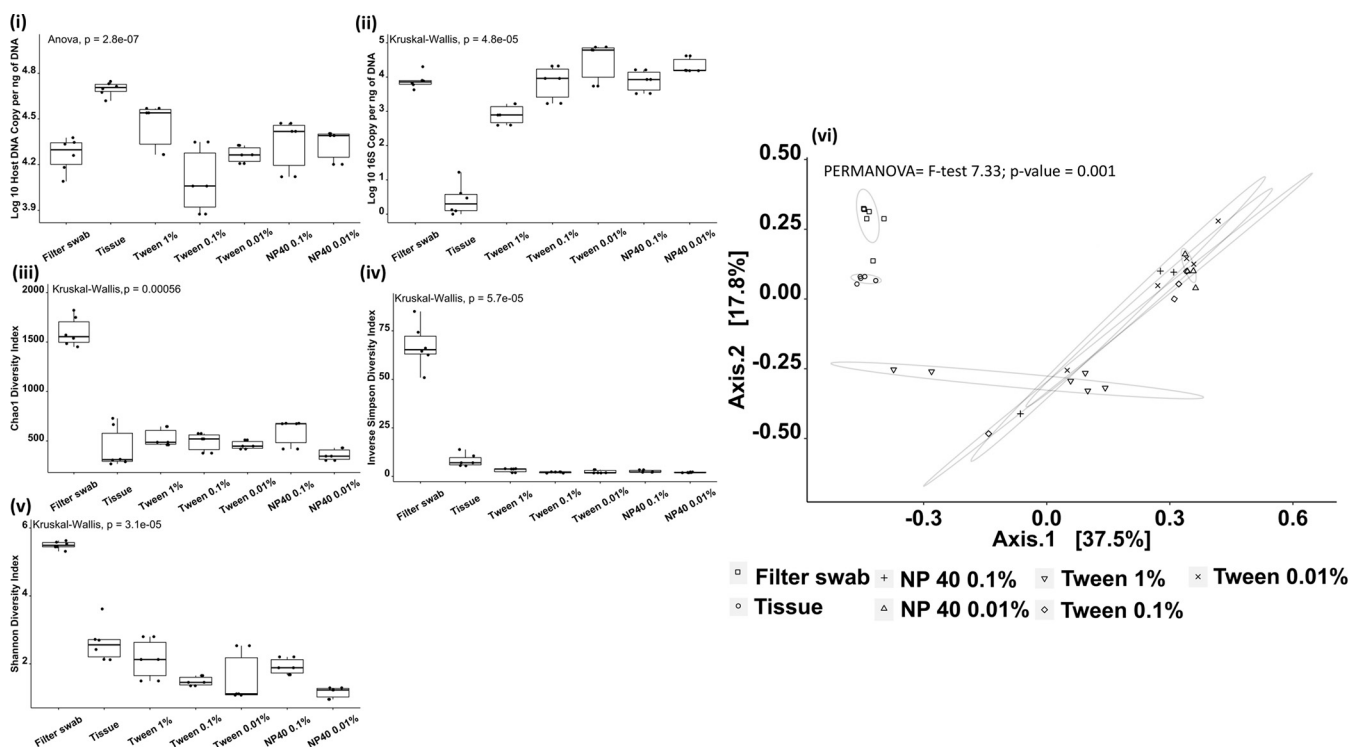 (i)
Anova, p = 2.8e-07
Log 10 Host DNA Copy per ng of DNA
4.8
4.5
4.2
3.9
Filter swab
Tissue
Tween 1%
Tween 0.1%
Tween 0.01%
NP40 0.1%
NP40 0.01%
(ii)
Kruskal-Wallis, p = 4.8e-05
Log 10 16S Copy per ng of DNA
5
4
3
2
1
0
Filter swab
Tissue
Tween 1%
Tween 0.1%
Tween 0.01%
NP40 0.1%
NP40 0.01%
(iii)
Kruskal-Wallis, p = 0.00056
Chao1 Diversity Index
2000
1500
1000
500
Filter swab
Tissue
Tween 1%
Tween 0.1%
Tween 0.01%
NP40 0.1%
NP40 0.01%
(iv)
Kruskal-Wallis, p = 5.7e-05
Inverse Simpson Diversity Index
75
50
25
0
Filter swab
Tissue
Tween 1%
Tween 0.1%
Tween 0.01%
NP40 0.1%
NP40 0.01%
(v)
Kruskal-Wallis, p = 3.1e-05
Shannon Diversity Index
6
4
2
Filter swab
Tissue
Tween 1%
Tween 0.1%
Tween 0.01%
NP40 0.1%
NP40 0.01%
(vi)
PERMANOVA= F-test 7.33; p-value = 0.001
Axis.2 [17.8%]
0.50
0.25
0.00
-0.25
-0.50
-0.3
0.0
0.3
0.6
Axis.1 [37.5%]
Filter swab
NP 40 0.1%
Tween 1%
Tween 0.01%
Tissue
NP 40 0.01%
Tween 0.1%